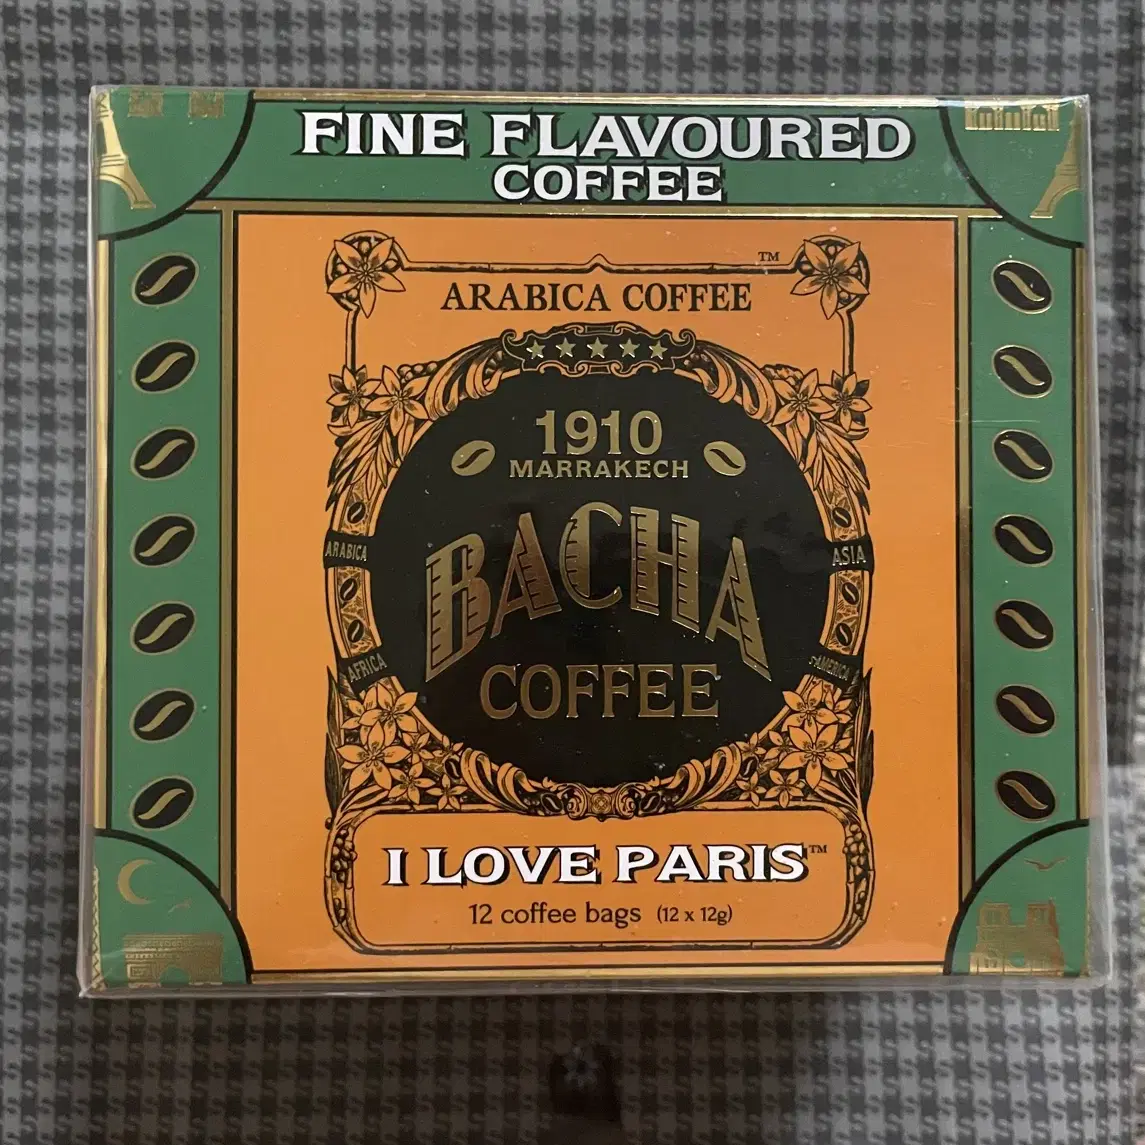 FINE FLAVOURED
COFFEE
TM
ARABICA COFFEE
1910
MARRAKECH
BACHA
COFFEE
ARABICA
ASIA
AFRICA
S.AMERICA
I LOVE PARIS™
12 coffee bags (12 x 12g)